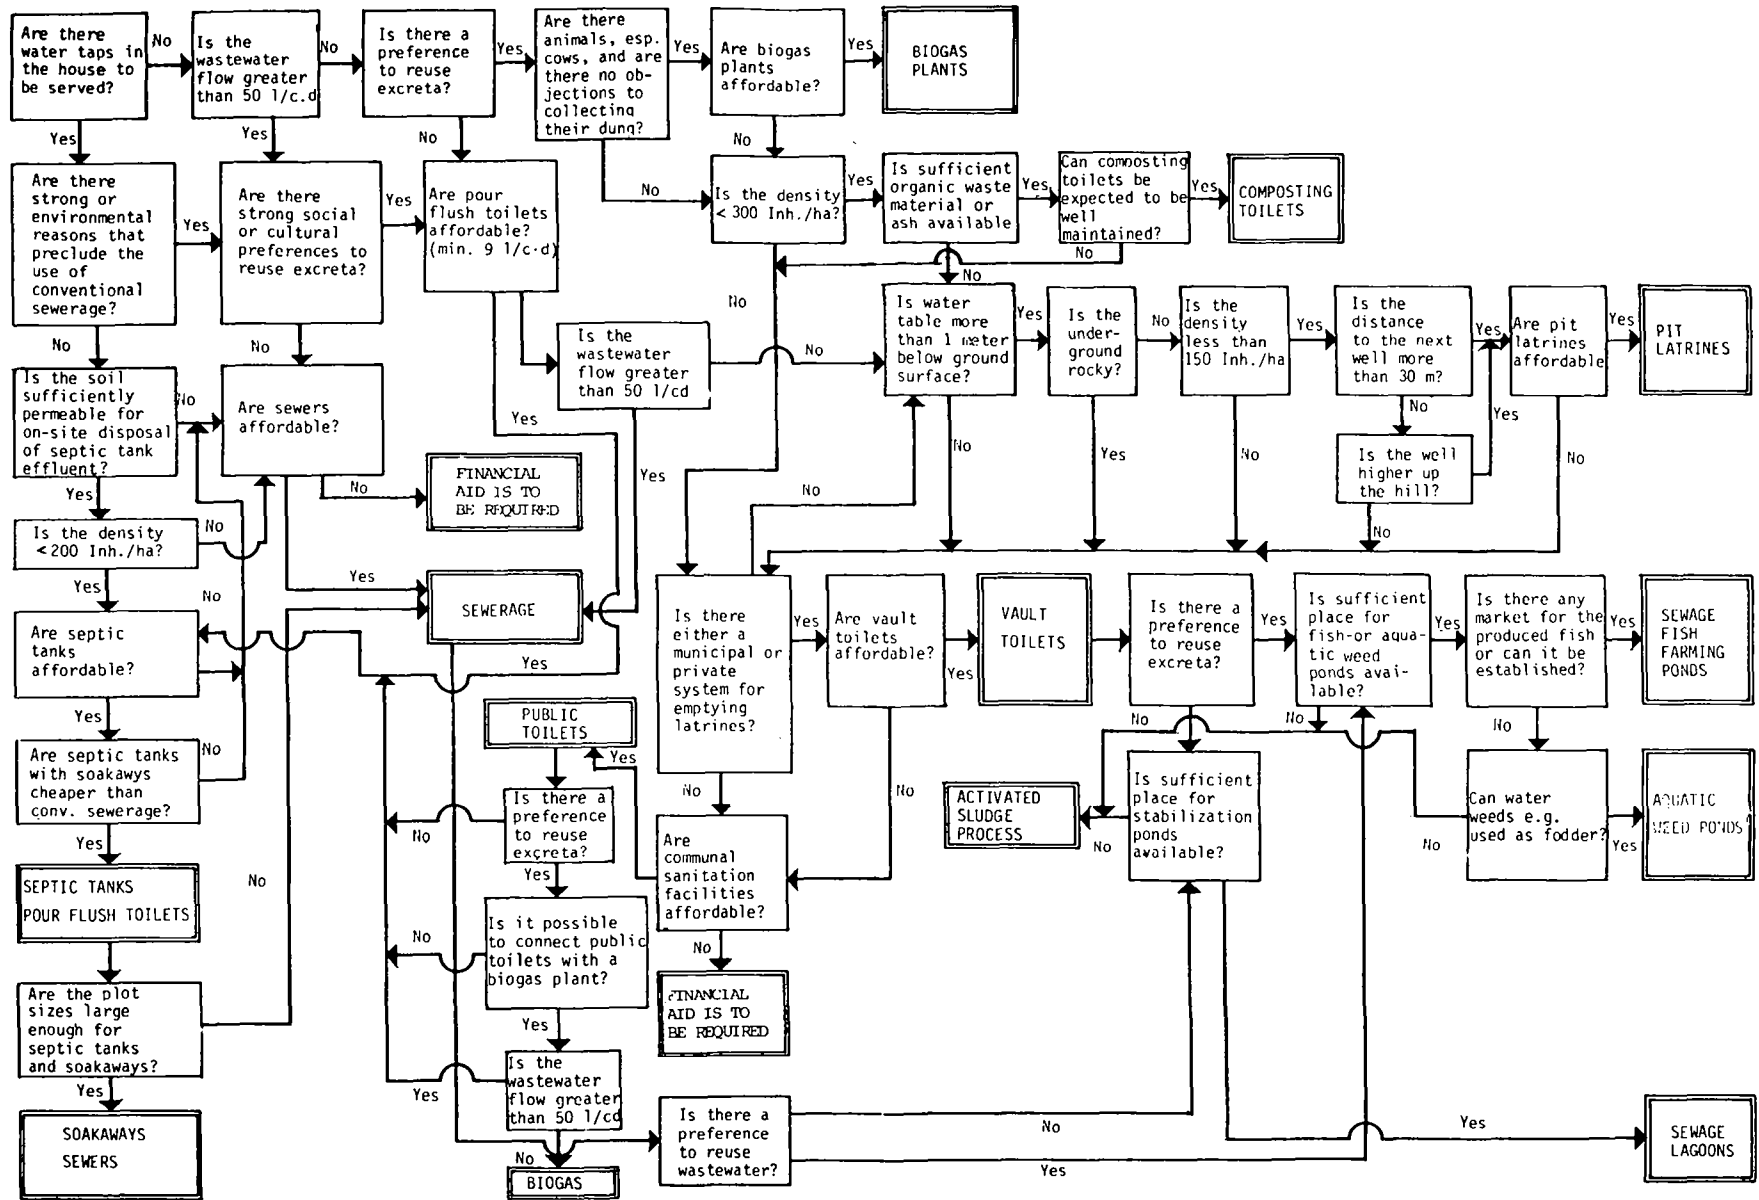 Are there
water taps in
the house to
be served?
No
Yes
Is the
wastewater
flow greater
than 50 l/c.d
No
Yes
Is there a
preference
to reuse
excreta?
Yes
No
Are there
animals, esp.
cows, and are
there no ob-
jections to
collecting
their dung?
Yes
No
Are biogas
plants
affordable?
Yes
No
BIOGAS
PLANTS
Are there
strong or
environmental
reasons that
preclude the
use of
conventional
sewerage?
Yes
No
Are there
strong social
or cultural
preferences to
reuse excreta?
Yes
No
Are pour
flush toilets
affordable?
(min. 9 l/c·d)
Yes
No
Is the density
< 300 Inh./ha?
Yes
No
Is sufficient
organic waste
material or
ash available
Yes
No
Can composting
toilets be
expected to be
well
maintained?
Yes
No
COMPOSTING
TOILETS
Is the
wastewater
flow greater
than 50 l/cd
No
Yes
Is water
table more
than 1 meter
below ground
surface?
Yes
No
Is the
under-
ground
rocky?
No
Yes
Is the
density
less than
150 Inh./ha
Yes
No
Is the
distance
to the next
well more
than 30 m?
Yes
No
Is the well
higher up
the hill?
Yes
No
Are pit
latrines
affordable
Yes
No
PIT
LATRINES
Is the soil
sufficiently
permeable for
on-site disposal
of septic tank
effluent?
No
Yes
Are sewers
affordable?
No
Yes
FINANCIAL
AID IS TO
BE REQUIRED
Is the density
<200 Inh./ha?
No
Yes
SEWERAGE
Are septic
tanks
affordable?
No
Yes
Are septic tanks
with soakawys
cheaper than
conv. sewerage?
No
Yes
SEPTIC TANKS
POUR FLUSH TOILETS
Are the plot
sizes large
enough for
septic tanks
and soakaways?
No
Yes
SOAKAWAYS
SEWERS
PUBLIC
TOILETS
Is there a
preference
to reuse
excreta?
No
Yes
Is it possible
to connect public
toilets with a
biogas plant?
No
Yes
Is the
wastewater
flow greater
than 50 l/cd
Yes
No
BIOGAS
Is there
either a
municipal or
private
system for
emptying
latrines?
No
Yes
No
Are vault
toilets
affordable?
Yes
No
VAULT
TOILETS
Are
communal
sanitation
facilities
affordable?
Yes
No
FINANCIAL
AID IS TO
BE REQUIRED
Is there a
preference
to reuse
wastewater?
No
Yes
Is there a
preference
to reuse
excreta?
Yes
No
Is sufficient
place for
fish-or aqua-
tic weed
ponds avai-
lable?
Yes
No
Is there any
market for the
produced fish
or can it be
established?
Yes
No
SEWAGE
FISH
FARMING
PONDS
ACTIVATED
SLUDGE
PROCESS
Is sufficient
place for
stabilization
ponds
available?
No
Yes
Can water
weeds e.g.
used as fodder?
No
Yes
AQUATIC
WEED PONDS
SEWAGE
LAGOONS
Yes